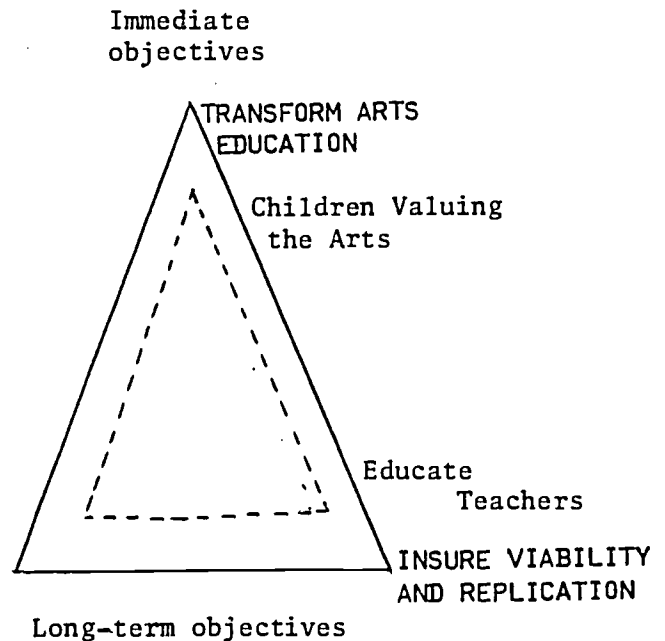 Immediate
objectives
TRANSFORM ARTS
EDUCATION
Children Valuing
the Arts
Educate
Teachers
INSURE VIABILITY
AND REPLICATION
Long-term objectives